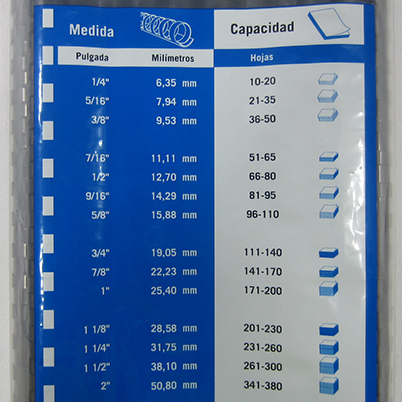 Medida Capacidad
Pulgada Milímetros Hojas
1/4" 6,35 mm 10-20
5/16" 7,94 mm 21-35
3/8" 9,53 mm 36-50
7/16" 11,11 mm 51-65
1/2" 12,70 mm 66-80
9/16" 14,29 mm 81-95
5/8" 15,88 mm 96-110
3/4" 19,05 mm 111-140
7/8" 22,23 mm 141-170
1" 25,40 mm 171-200
1 1/8" 28,58 mm 201-230
1 1/4" 31,75 mm 231-260
1 1/2" 38,10 mm 261-300
2" 50,80 mm 341-380